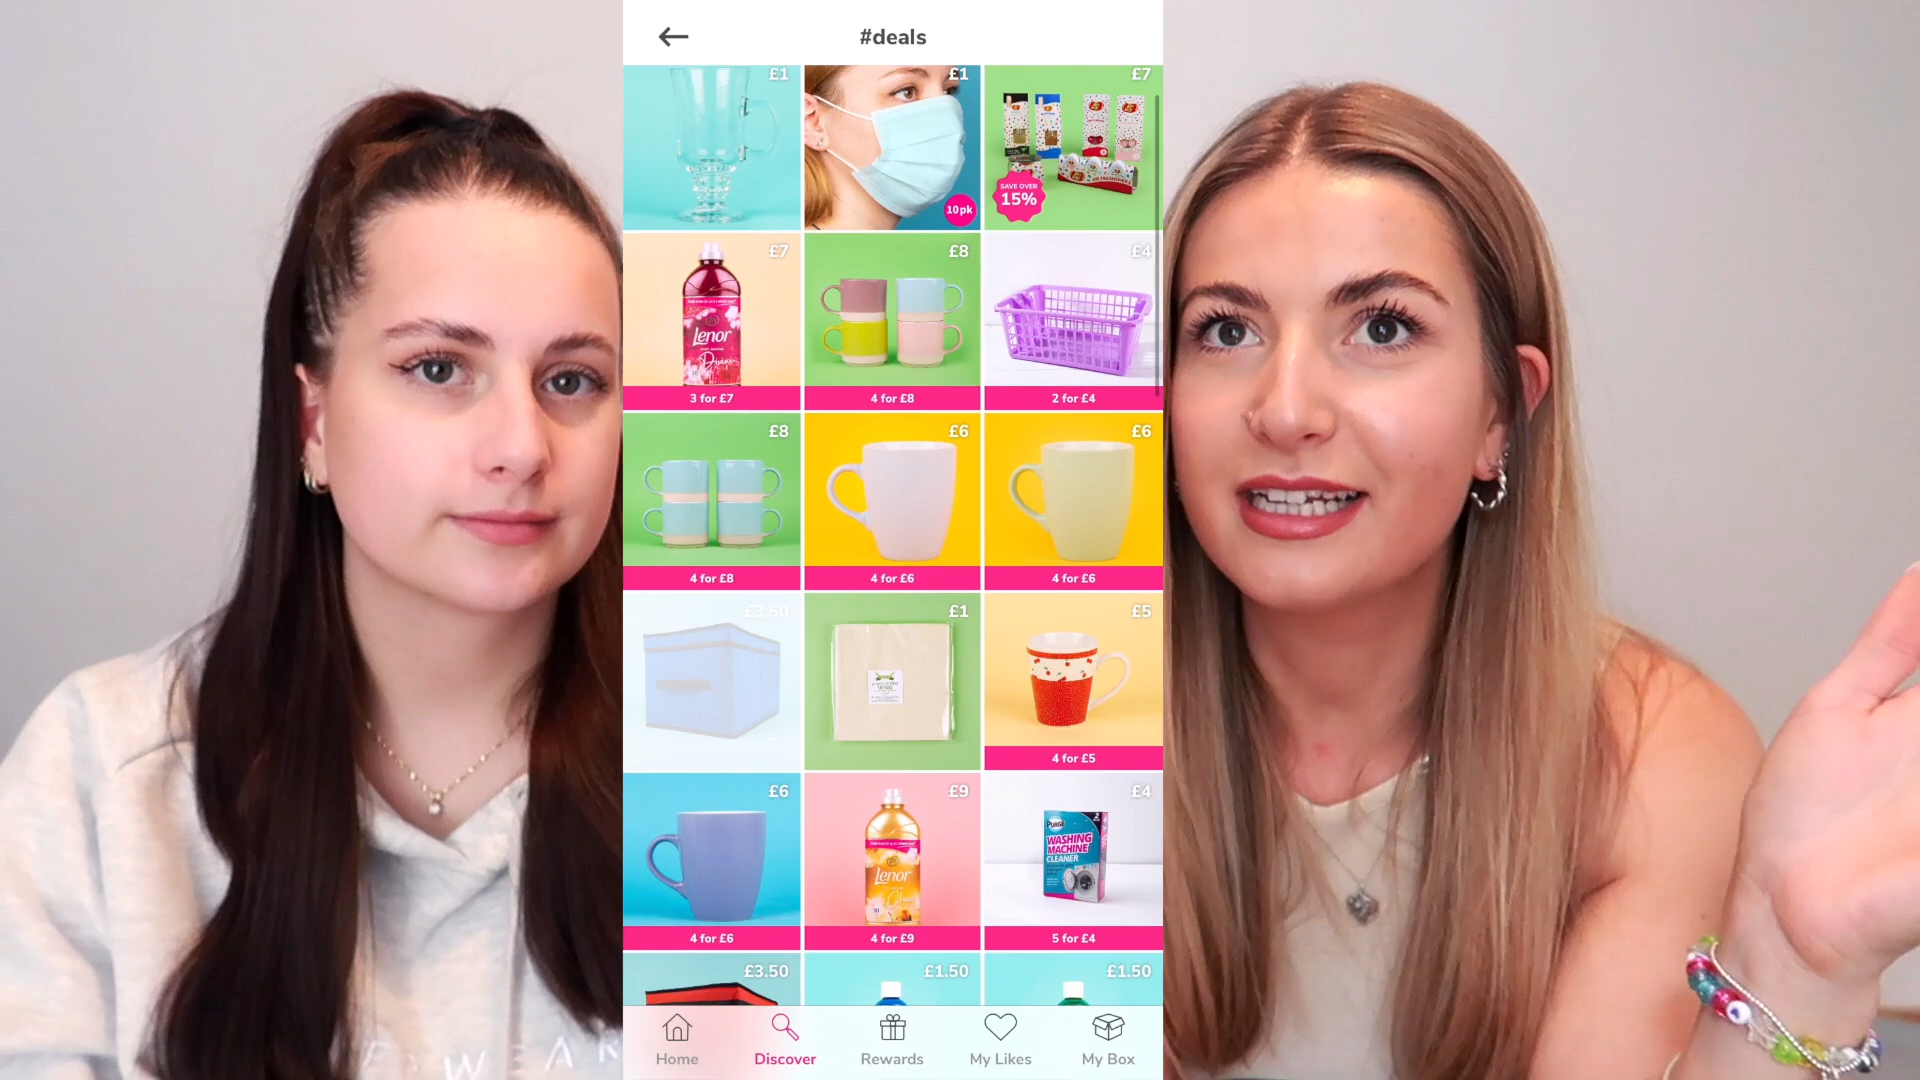 #deals
£1
£1
10pk
£7
SAVE OVER
15%
£7
Lenor
3 for £7
£8
4 for £8
£4
2 for £4
£8
4 for £8
£6
4 for £6
£6
4 for £6
£3.50
£1
£5
4 for £5
£6
4 for £6
£9
Lenor
30
4 for £9
£4
PURGE
WASHING
MACHINE
CLEANER
5 for £4
£3.50
£1.50
£1.50
Home
Discover
Rewards
My Likes
My Box